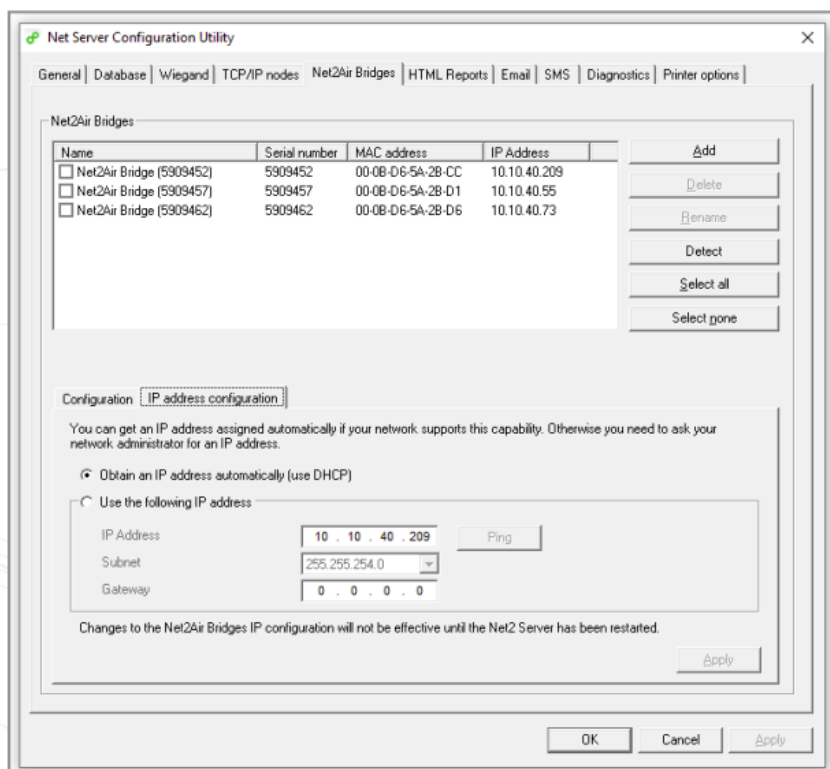 Net Server Configuration Utility
General Database Wiegand TCP/IP nodes Net2Air Bridges HTML Reports Email SMS Diagnostics Printer options
Net2Air Bridges
Name Serial number MAC address IP Address
Net2Air Bridge (5909452) 5909452 00-0B-D6-5A-2B-CC 10.10.40.209
Net2Air Bridge (5909457) 5909457 00-0B-D6-5A-2B-D1 10.10.40.55
Net2Air Bridge (5909462) 5909462 00-0B-D6-5A-2B-D6 10.10.40.73
Add
Delete
Rename
Detect
Select all
Select none
Configuration IP address configuration
You can get an IP address assigned automatically if your network supports this capability. Otherwise you need to ask your
network administrator for an IP address.
Obtain an IP address automatically (use DHCP)
Use the following IP address
IP Address 10 . 10 . 40 . 209 Ping
Subnet 255.255.254.0
Gateway 0 . 0 . 0 . 0
Changes to the Net2Air Bridges IP configuration will not be effective until the Net2 Server has been restarted.
Apply
OK Cancel Apply